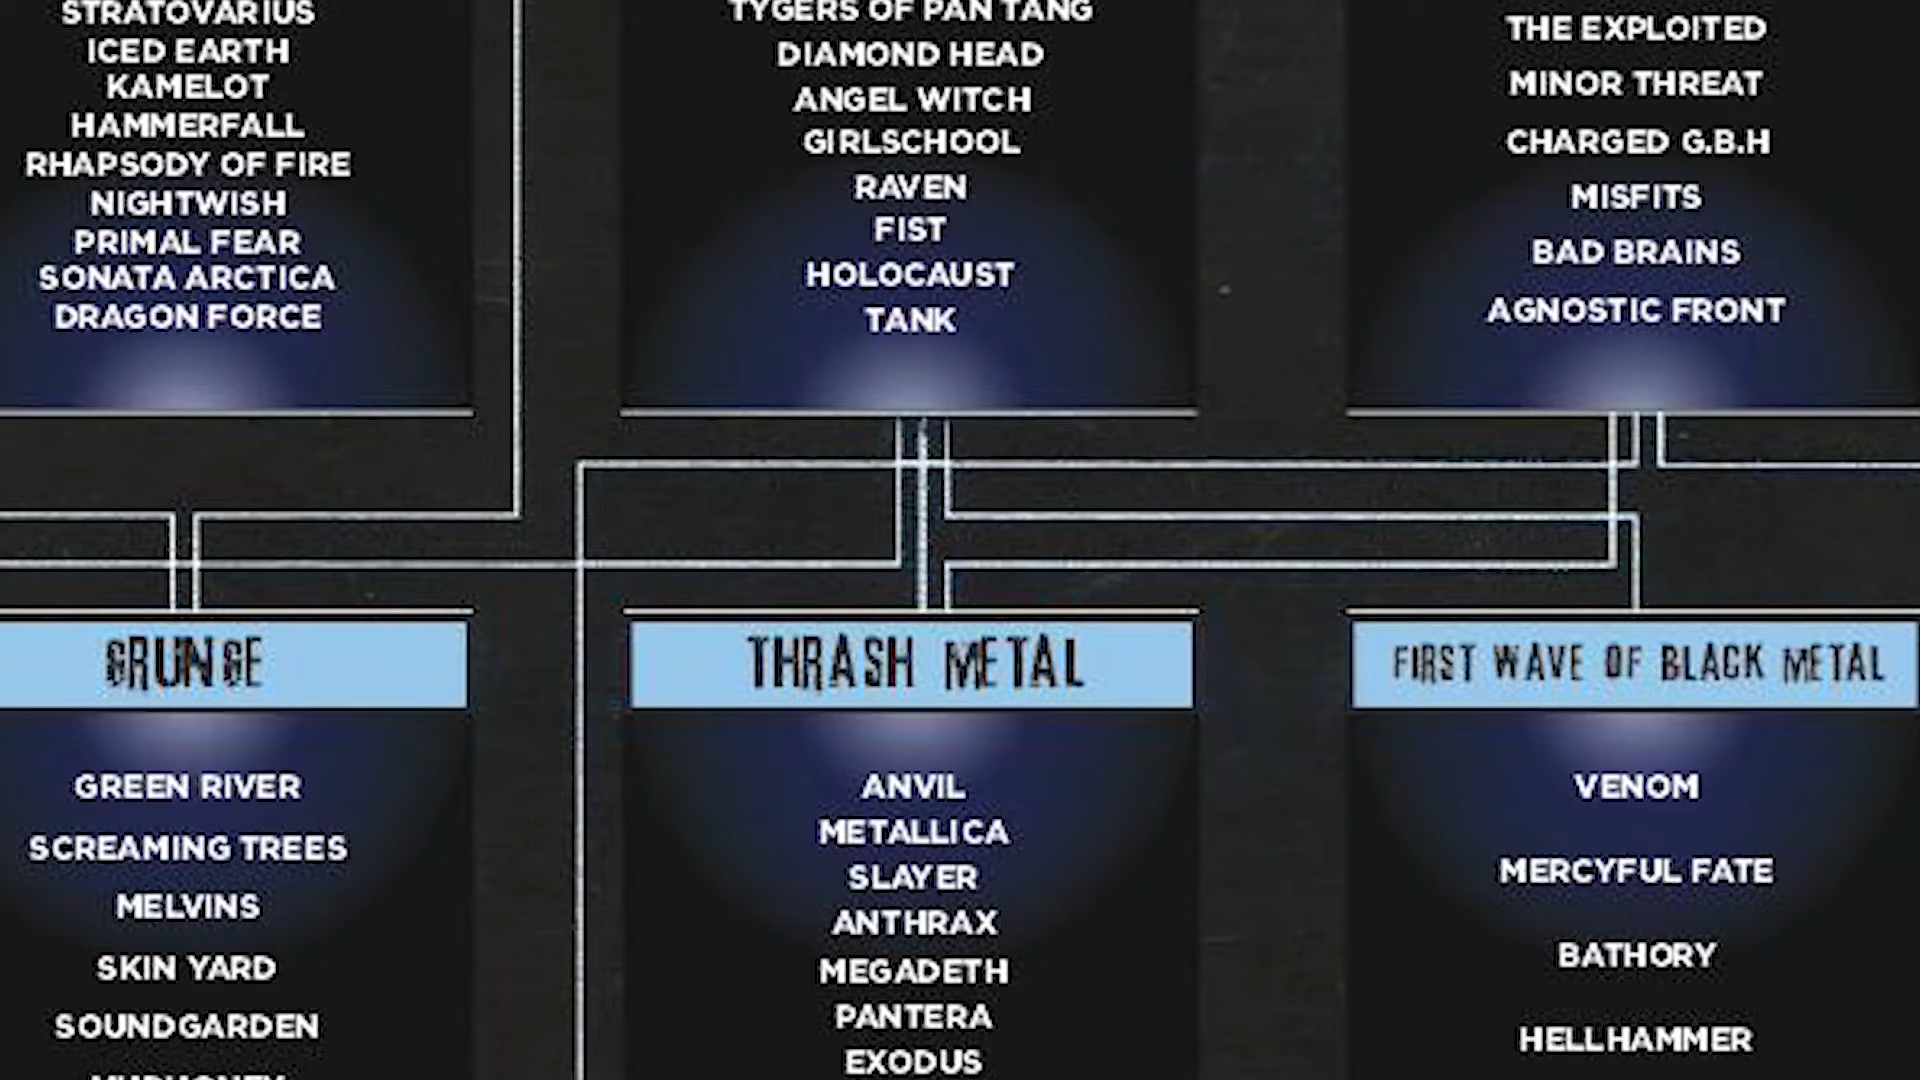 STRATOVARIUS
ICED EARTH
KAMELOT
HAMMERFALL
RHAPSODY OF FIRE
NIGHTWISH
PRIMAL FEAR
SONATA ARCTICA
DRAGON FORCE
TYGERS OF PAN TANG
DIAMOND HEAD
ANGEL WITCH
GIRLSCHOOL
RAVEN
FIST
HOLOCAUST
TANK
THE EXPLOITED
MINOR THREAT
CHARGED G.B.H
MISFITS
BAD BRAINS
AGNOSTIC FRONT
GRUNGE
GREEN RIVER
SCREAMING TREES
MELVINS
SKIN YARD
SOUNDGARDEN
THRASH METAL
ANVIL
METALLICA
SLAYER
ANTHRAX
MEGADETH
PANTERA
EXODUS
FIRST WAVE OF BLACK METAL
VENOM
MERCYFUL FATE
BATHORY
HELLHAMMER